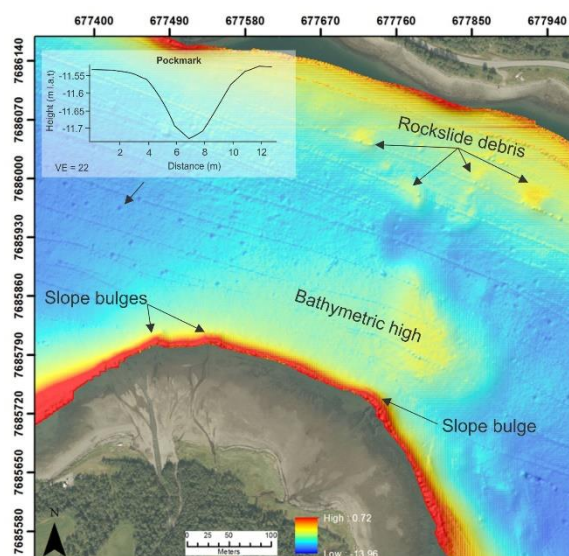 677400 677490 677580 677670 677760 677850 677940
7686140
7686070
7686000
7685930
7685860
7685790
7685720
7685650
7685580
Pockmark
Height (m l.a.t)
-11.55
-11.6
-11.65
-11.7
2 4 6 8 10 12
Distance (m)
VE = 22
Rockslide debris
Slope bulges
Bathymetric high
Slope bulge
N
0 50 100
Meters
High : 0.72
Low : -13.96